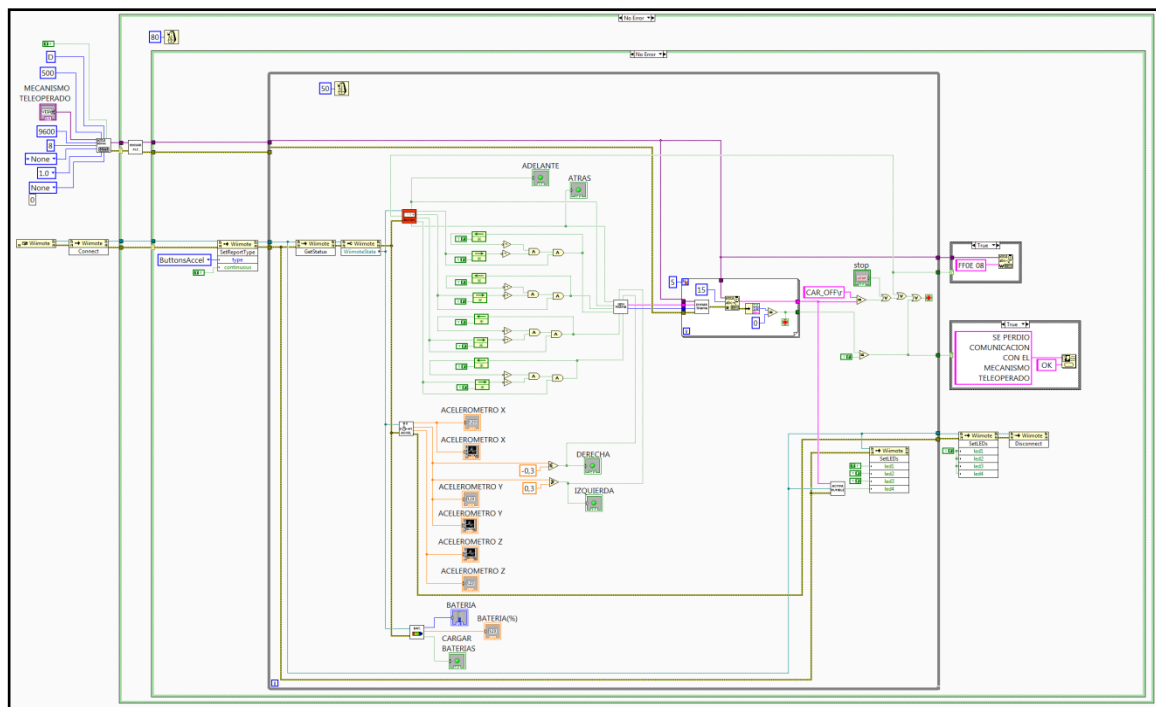 No Error
80
No Error
D
500
50
MECANISMO
TELEOPERADO
9600
8
None
1.0
None
0
ADELANTE
ATRAS
Wiimote
Wiimote
Connect
Wiimote
SetReportType
ButtonsAccel
type
continuous
Wiimote
GetStatus
Wiimote
WiimoteState
5
15
0
stop
CAR_OFF\r
True
FF0E 08
True
SE PERDIO
COMUNICACION
CON EL
MECANISMO
TELEOPERADO
OK
ACELEROMETRO X
ACELEROMETRO X
-0,3
DERECHA
0,3
IZQUIERDA
ACELEROMETRO Y
ACELEROMETRO Y
ACELEROMETRO Z
ACELEROMETRO Z
Wiimote
SetLEDs
led1
led2
led3
led4
Wiimote
SetLEDs
led1
led2
led3
led4
Wiimote
Disconnect
BATERIA
BATERIA(%)
CARGAR
BATERIAS
i
i